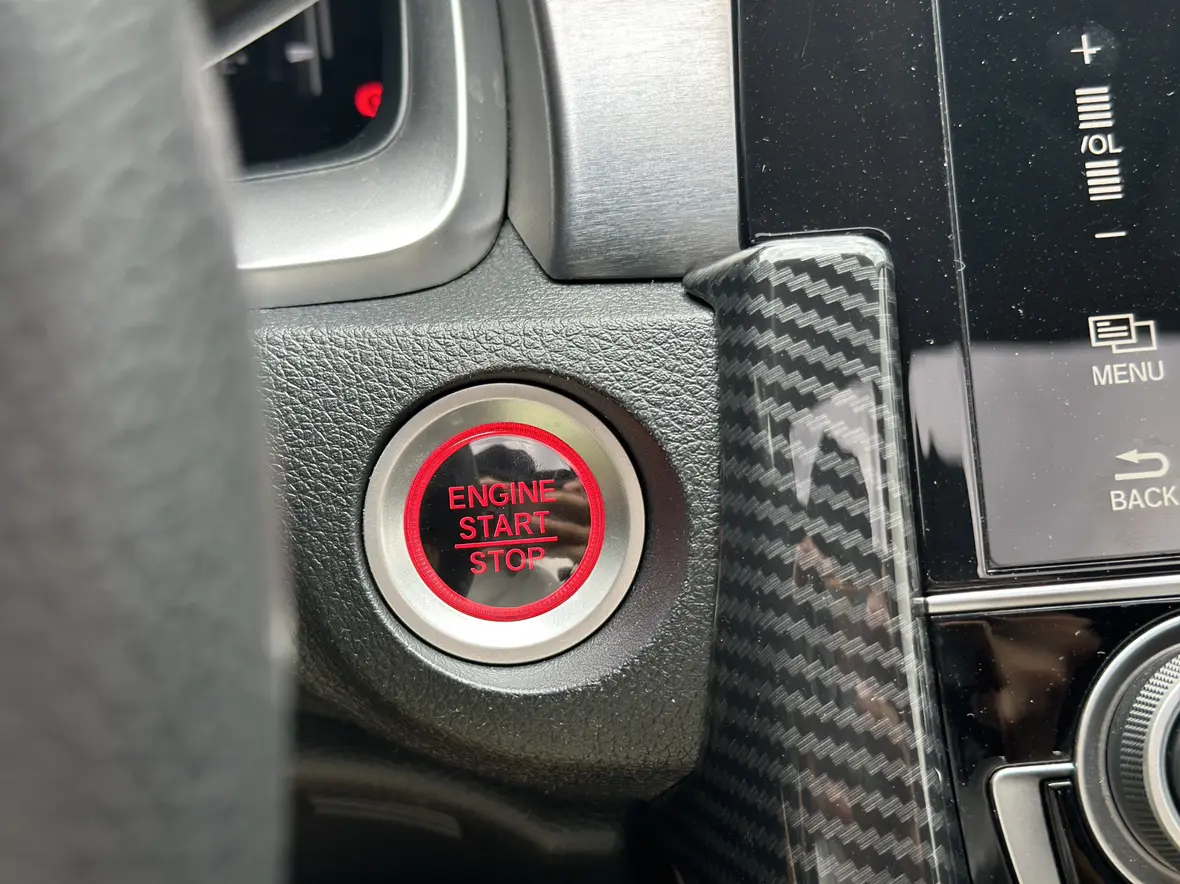 +
VOL
−
MENU
BACK
ENGINE
START
STOP